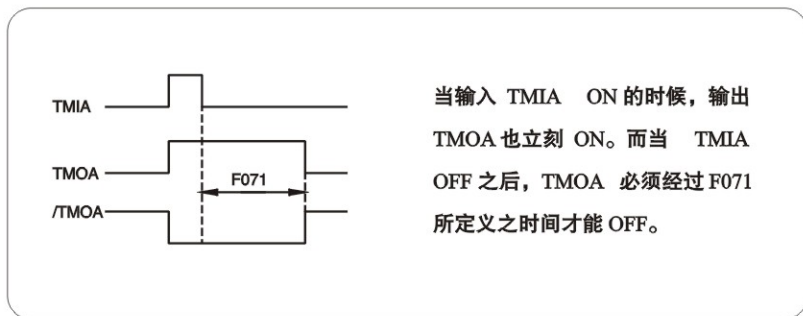 TMIA
TMOA
F071
/TMOA
当输入 TMIA ON 的时候，输出
TMOA 也立刻 ON。而当 TMIA
OFF 之后，TMOA 必须经过 F071
所定义之时间才能 OFF。